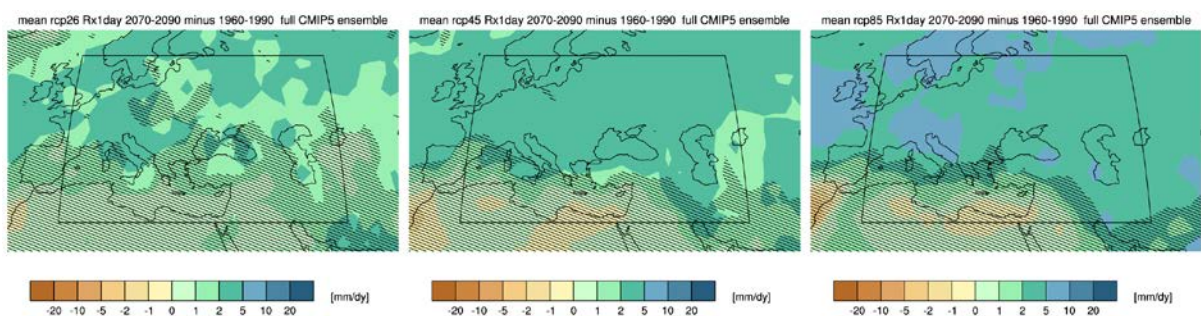 mean rcp26 Rx1day 2070-2090 minus 1960-1990 full CMIP5 ensemble
mean rcp45 Rx1day 2070-2090 minus 1960-1990 full CMIP5 ensemble
mean rcp85 Rx1day 2070-2090 minus 1960-1990 full CMIP5 ensemble
[mm/dy]
-20 -10 -5 -2 -1 0 1 2 5 10 20
[mm/dy]
-20 -10 -5 -2 -1 0 1 2 5 10 20
[mm/dy]
-20 -10 -5 -2 -1 0 1 2 5 10 20